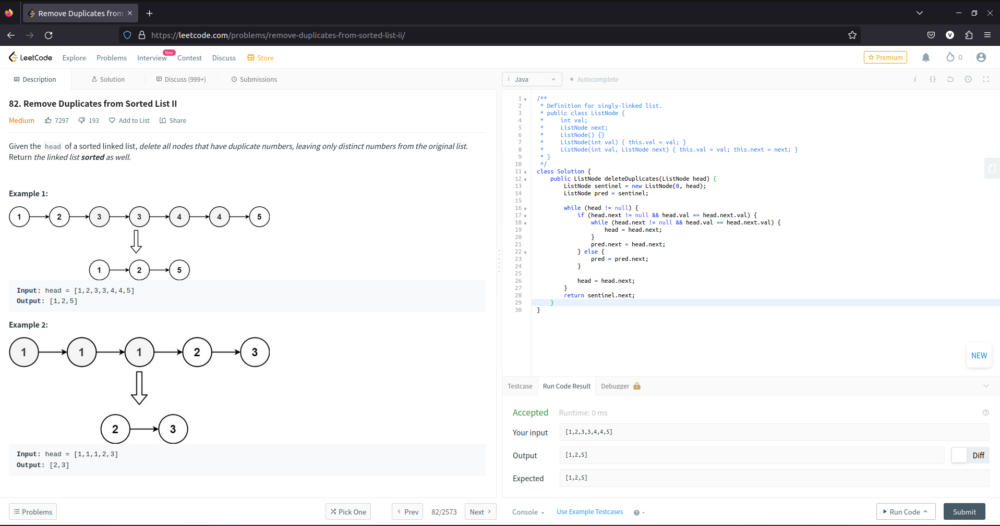 Remove Duplicates from
https://leetcode.com/problems/remove-duplicates-from-sorted-list-ii/
V
LeetCode Explore Problems Interview New Contest Discuss Store
Premium 0
Description Solution Discuss (999+) Submissions
82. Remove Duplicates from Sorted List II
Medium 7297 193 Add to List Share
Given the head of a sorted linked list, delete all nodes that have duplicate numbers, leaving only distinct numbers from the original list.
Return the linked list sorted as well.
Example 1:
1 2 3 3 4 4 5
1 2 5
Input: head = [1,2,3,3,4,4,5]
Output: [1,2,5]
Example 2:
1 1 1 2 3
2 3
Input: head = [1,1,1,2,3]
Output: [2,3]
Problems Pick One Prev 82/2573 Next
i Java Autocomplete i {}
1 /**
2 * Definition for singly-linked list.
3 * public class ListNode {
4 *     int val;
5 *     ListNode next;
6 *     ListNode() {}
7 *     ListNode(int val) { this.val = val; }
8 *     ListNode(int val, ListNode next) { this.val = val; this.next = next; }
9 * }
10 */
11 class Solution {
12     public ListNode deleteDuplicates(ListNode head) {
13         ListNode sentinel = new ListNode(0, head);
14         ListNode pred = sentinel;
15
16         while (head != null) {
17             if (head.next != null && head.val == head.next.val) {
18                 while (head.next != null && head.val == head.next.val) {
19                     head = head.next;
20                 }
21                 pred.next = head.next;
22             } else {
23                 pred = pred.next;
24             }
25
26             head = head.next;
27         }
28         return sentinel.next;
29     }
30 }
NEW
Testcase Run Code Result Debugger
Accepted Runtime: 0 ms
Your input [1,2,3,3,4,4,5]
Output [1,2,5] Diff
Expected [1,2,5]
Console Use Example Testcases ? Run Code Submit